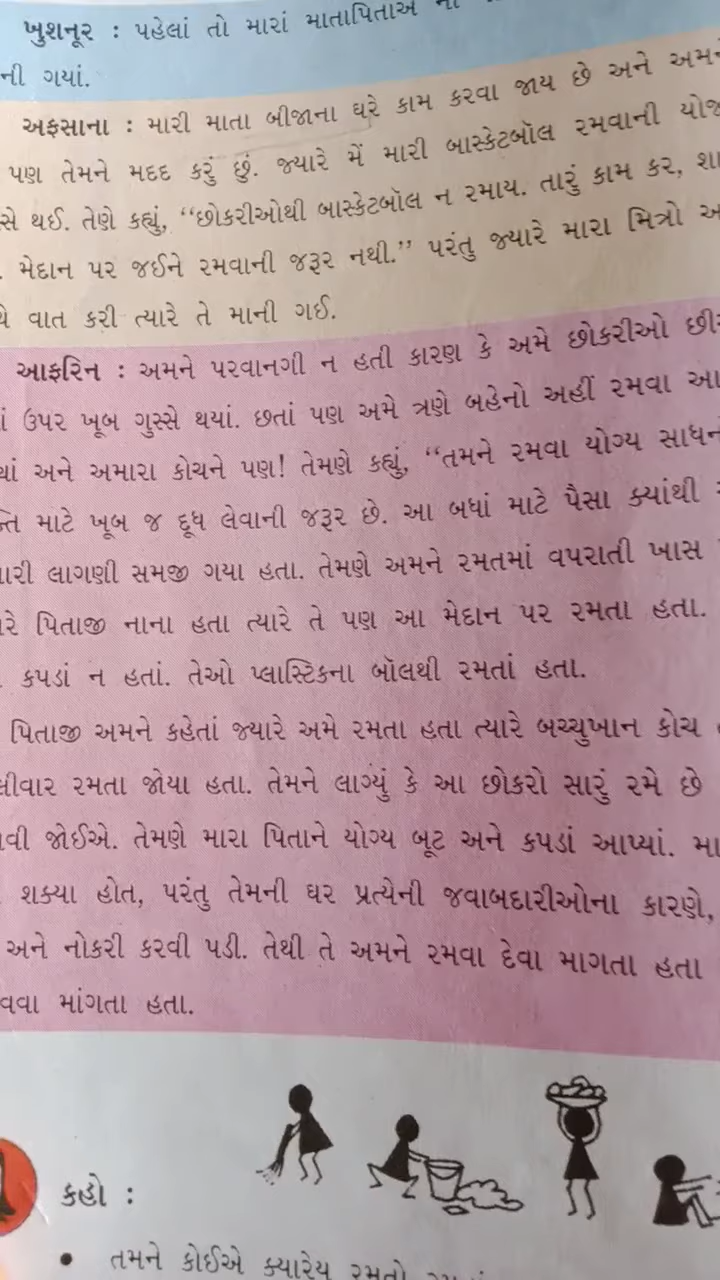 ખુશનૂર : પહેલાં તો મારાં માતાપિતાએ
ની ગયાં.
અફસાના : મારી માતા બીજાના ઘરે કામ કરવા જાય છે અને
પણ તેમને મદદ કરું છું. જ્યારે મેં મારી બાસ્કેટબૉલ રમવાની
થઈ. તેણે કહ્યું, “છોકરીઓથી બાસ્કેટબૉલ ન રમાય. તારું કામ કર,
મેદાન પર જઈને રમવાની જરૂર નથી.” પરંતુ જ્યારે મારા મિત્રો
વાત કરી ત્યારે તે માની ગઈ.
આફરિન : અમને પરવાનગી ન હતી કારણ કે અમે છોકરીઓ
ઉપર ખૂબ ગુસ્સે થયાં. છતાં પણ અમે ત્રણે બહેનો અહીં રમવા
અને અમારા કોચને પણ! તેમણે કહ્યું, “તમને રમવા યોગ્ય
માટે ખૂબ જ દૂધ લેવાની જરૂર છે. આ બધાં માટે પૈસા ક્યાંથી
લાગણી સમજી ગયા હતા. તેમણે અમને રમતમાં વપરાતી ખાસ
પિતાજી નાના હતા ત્યારે તે પણ આ મેદાન પર રમતા હતા.
કપડાં ન હતાં. તેઓ પ્લાસ્ટિકના બૉલથી રમતાં હતા.
પિતાજી અમને કહેતાં જ્યારે અમે રમતા હતા ત્યારે બચ્ચુખાન કોચ
રમતા જોયા હતા. તેમને લાગ્યું કે આ છોકરો સારું રમે છે
જોઈએ. તેમણે મારા પિતાને યોગ્ય બૂટ અને કપડાં આપ્યાં.
શક્યા હોત, પરંતુ તેમની ઘર પ્રત્યેની જવાબદારીઓના કારણે,
અને નોકરી કરવી પડી. તેથી તે અમને રમવા દેવા માગતા હતા
માંગતા હતા.
કહો :
• તમને કોઈએ ક્યારેય રમતો